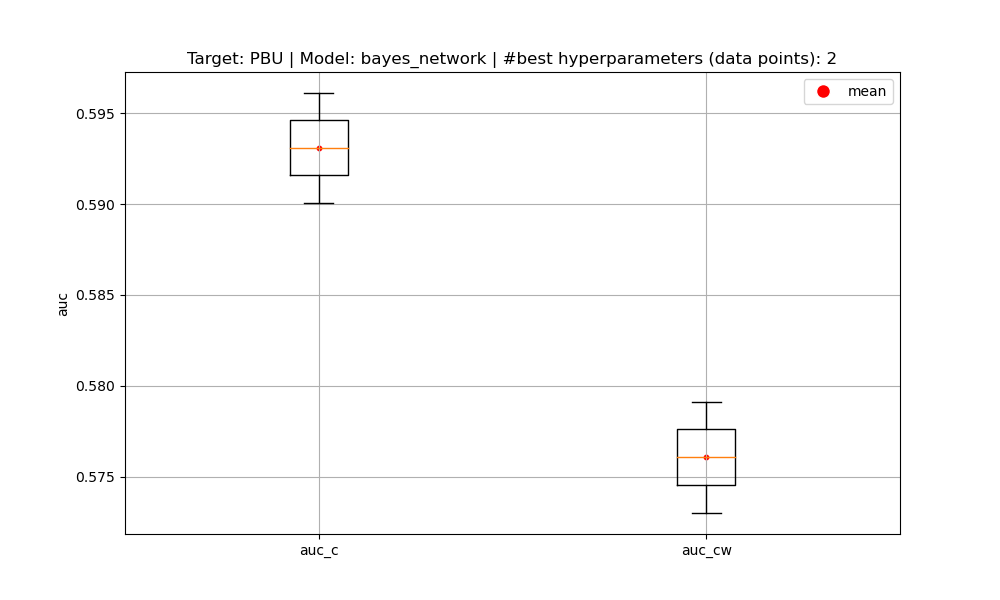 Target: PBU | Model: bayes_network | #best hyperparameters (data points): 2
mean
0.595
0.590
0.585
0.580
0.575
auc
auc_c
auc_cw